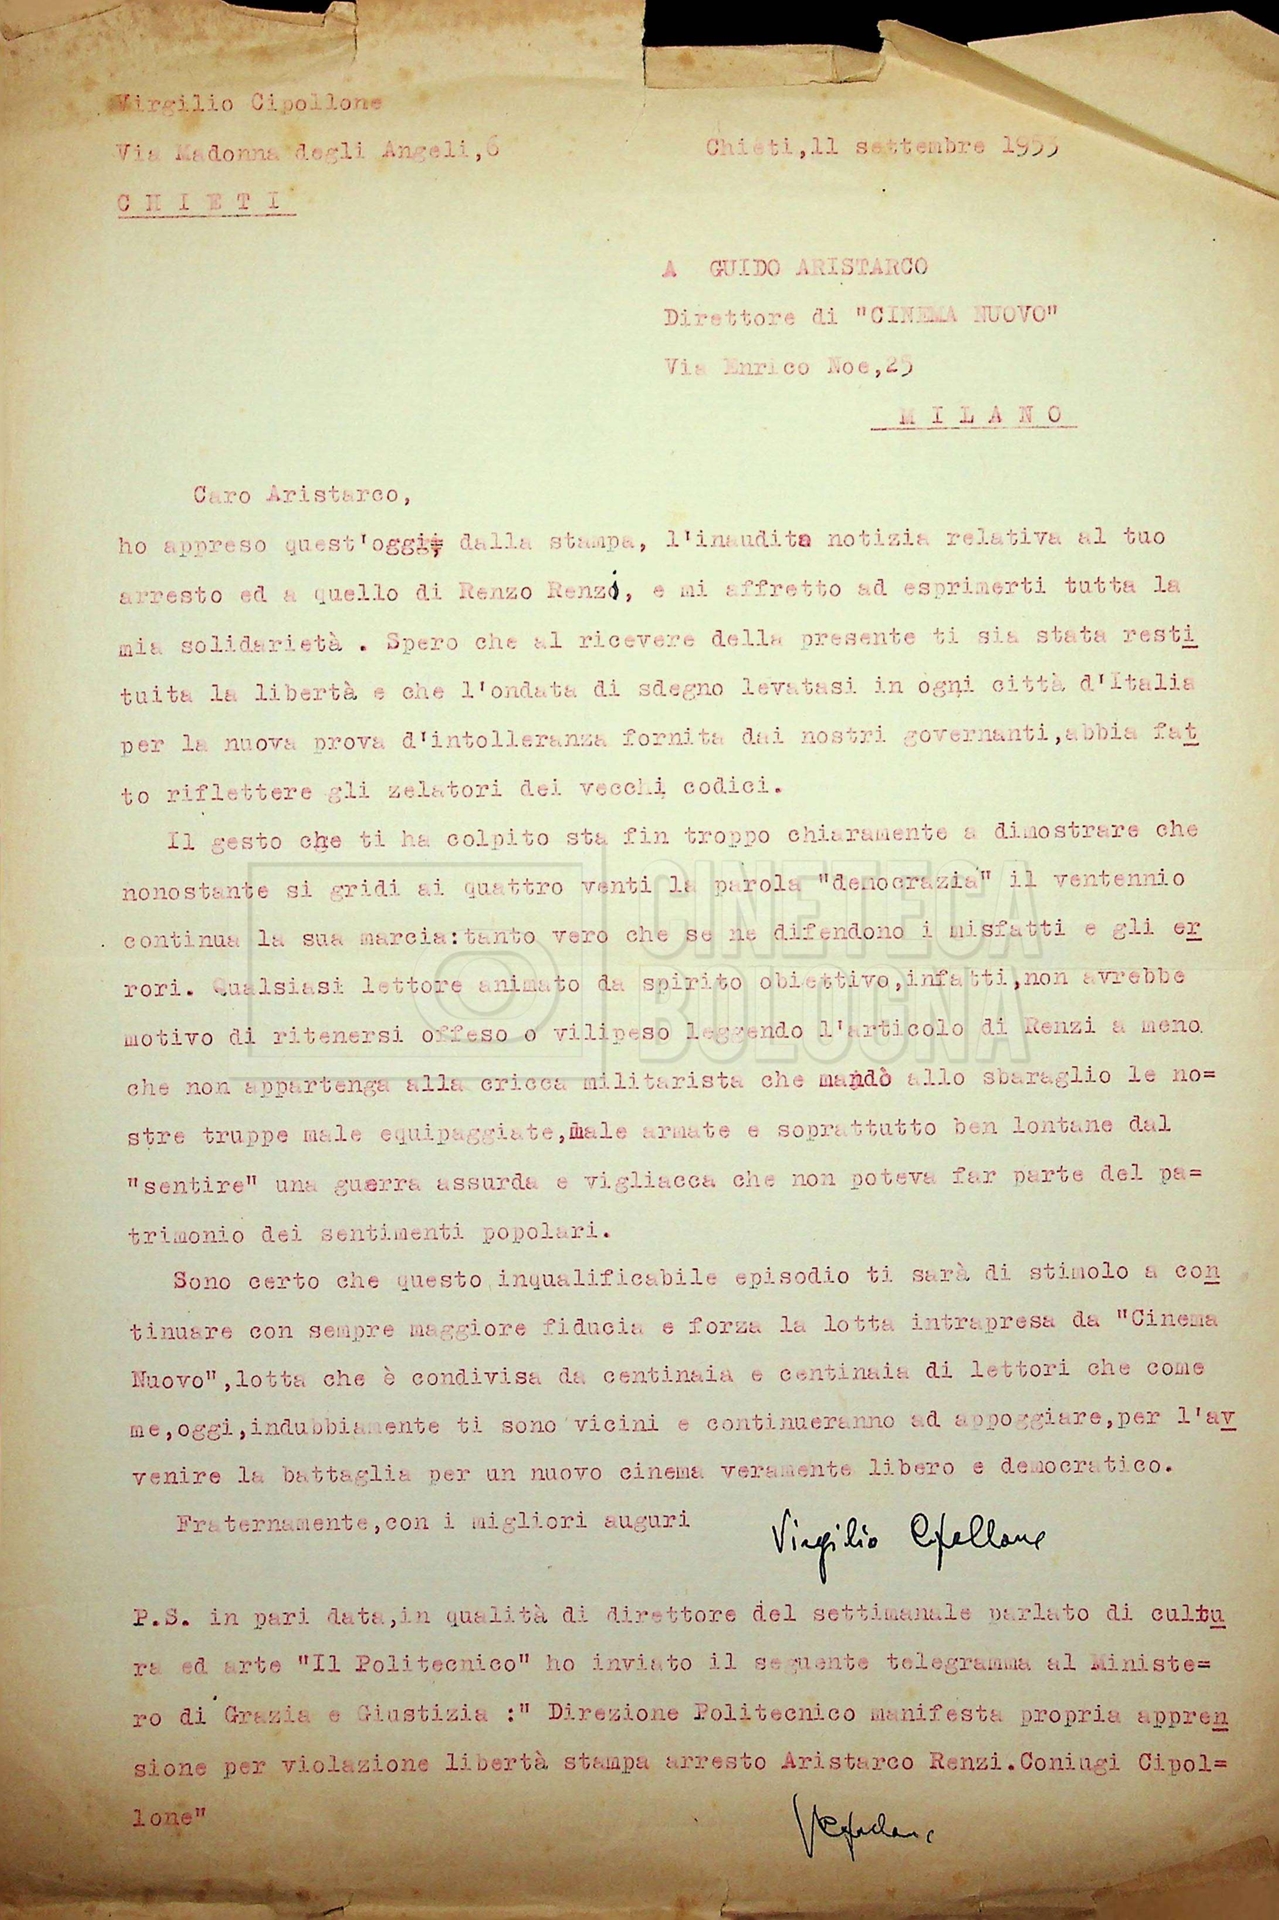 Virgilio Cipollone
Via Madonna degli Angeli,6
Chieti,11 settembre 1953
C H I E T I
A GUIDO ARISTARCO
Direttore di "CINEMA NUOVO"
Via Enrico Noe,23
M I L A N O
Caro Aristarco,
ho appreso quest'oggi, dalla stampa, l'inaudita notizia relativa al tuo
arresto ed a quello di Renzo Renzi, e mi affretto ad esprimerti tutta la
mia solidarietà . Spero che al ricevere della presente ti sia stata resti
tuita la libertà e che l'ondata di sdegno levatasi in ogni città d'Italia
per la nuova prova d'intolleranza fornita dai nostri governanti,abbia fat
to riflettere gli zelatori dei vecchi codici.
Il gesto che ti ha colpito sta fin troppo chiaramente a dimostrare che
nonostante si gridi ai quattro venti la parola "democrazia" il ventennio
continua la sua marcia:tanto vero che se ne difendono i misfatti e gli er
rori. Qualsiasi lettore animato da spirito obiettivo,infatti,non avrebbe
motivo di ritenersi offeso o vilipeso leggendo l'articolo di Renzi a meno
che non appartenga alla cricca militarista che mandò allo sbaraglio le no=
stre truppe male equipaggiate,male armate e soprattutto ben lontane dal
"sentire" una guerra assurda e vigliacca che non poteva far parte del pa=
trimonio dei sentimenti popolari.
Sono certo che questo inqualificabile episodio ti sarà di stimolo a con
tinuare con sempre maggiore fiducia e forza la lotta intrapresa da "Cinema
Nuovo",lotta che è condivisa da centinaia e centinaia di lettori che come
me,oggi,indubbiamente ti sono vicini e continueranno ad appoggiare,per l'av
venire la battaglia per un nuovo cinema veramente libero e democratico.
Fraternamente,con i migliori auguri
Virgilio Cipollone
P.S. in pari data,in qualità di direttore del settimanale parlato di cultu
ra ed arte "Il Politecnico" ho inviato il seguente telegramma al Ministe=
ro di Grazia e Giustizia :" Direzione Politecnico manifesta propria appren
sione per violazione libertà stampa arresto Aristarco Renzi.Coniugi Cipol=
lone"
VCipollone
CINETECA
BOLOGNA